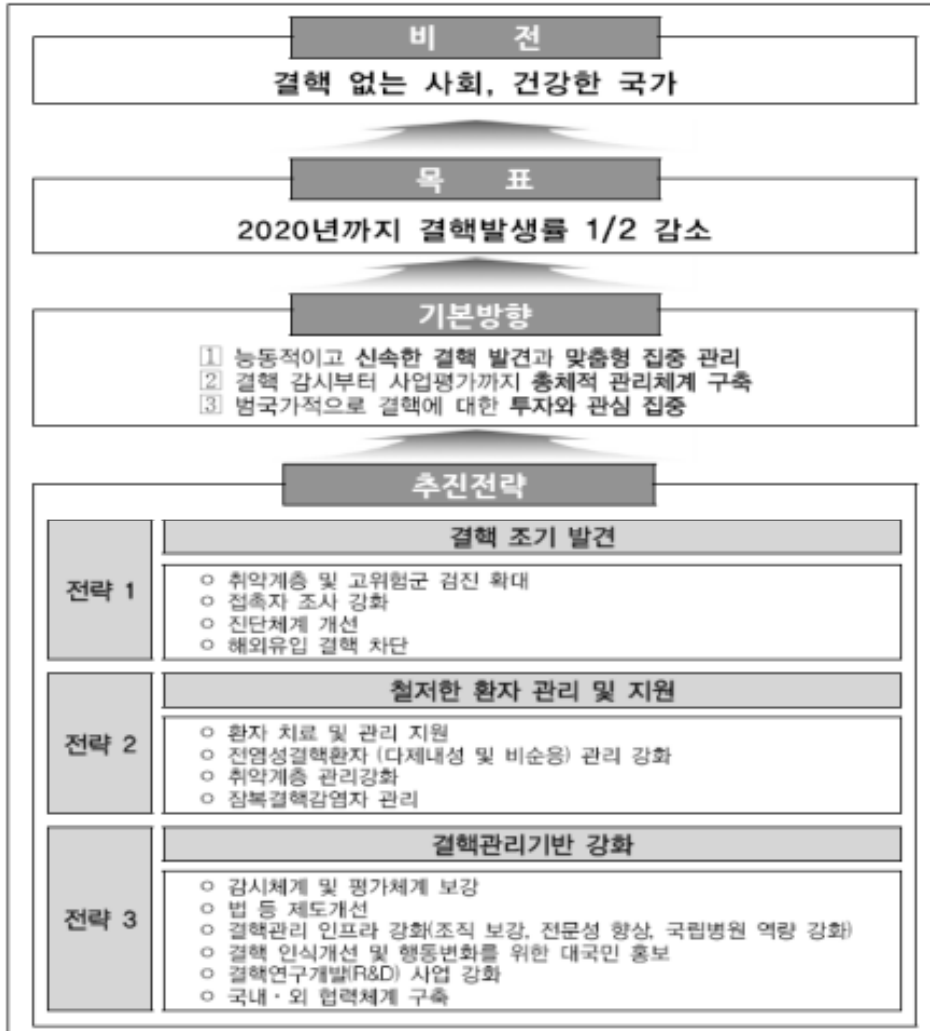 비 전
결핵 없는 사회, 건강한 국가
목 표
2020년까지 결핵발생률 1/2 감소
기본방향
1 능동적이고 신속한 결핵 발견과 맞춤형 집중 관리
2 결핵 감시부터 사업평가까지 총체적 관리체계 구축
3 범국가적으로 결핵에 대한 투자와 관심 집중
추진전략
전략 1
결핵 조기 발견
○ 취약계층 및 고위험군 검진 확대
○ 접촉자 조사 강화
○ 진단체계 개선
○ 해외유입 결핵 차단
전략 2
철저한 환자 관리 및 지원
○ 환자 치료 및 관리 지원
○ 전염성결핵환자 (다제내성 및 비순응) 관리 강화
○ 취약계층 관리강화
○ 잠복결핵감염자 관리
전략 3
결핵관리기반 강화
○ 감시체계 및 평가체계 보강
○ 법 등 제도개선
○ 결핵관리 인프라 강화(조직 보강, 전문성 향상, 국립병원 역량 강화)
○ 결핵 인식개선 및 행동변화를 위한 대국민 홍보
○ 결핵연구개발(R&D) 사업 강화
○ 국내·외 협력체계 구축